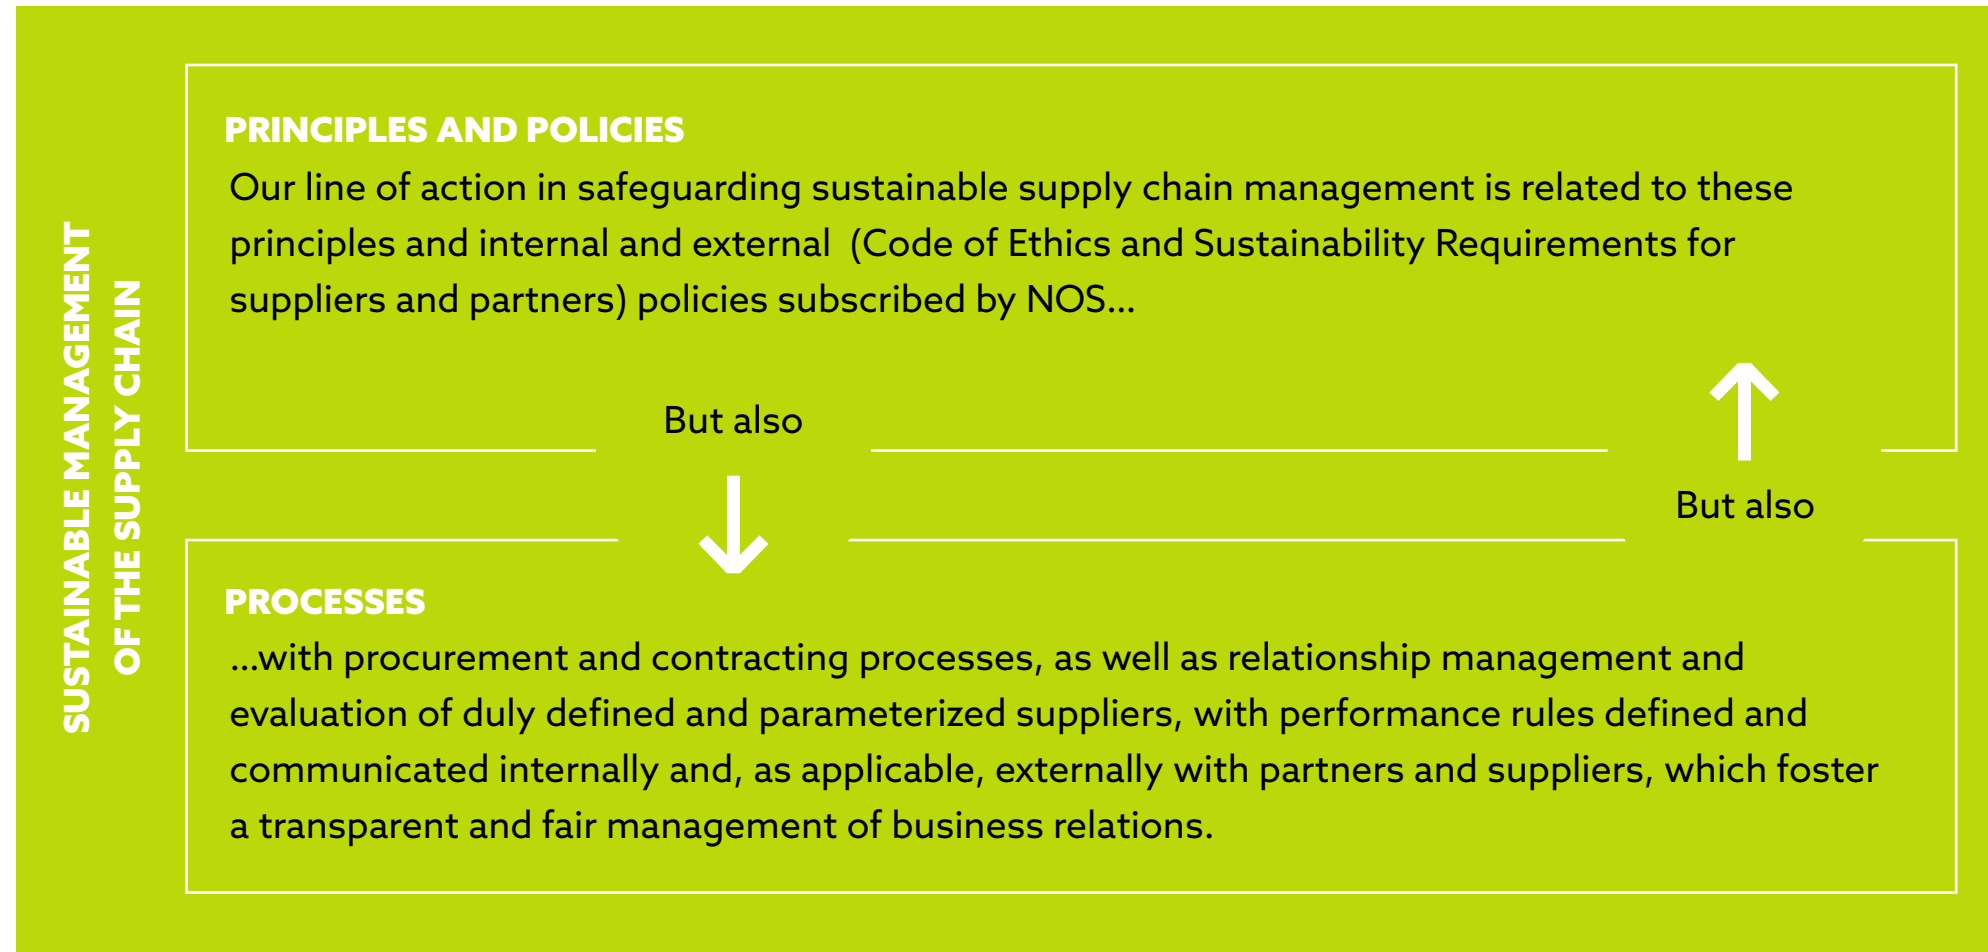 SUSTAINABLE MANAGEMENT
OF THE SUPPLY CHAIN
PRINCIPLES AND POLICIES
Our line of action in safeguarding sustainable supply chain management is related to these
principles and internal and external  (Code of Ethics and Sustainability Requirements for
suppliers and partners) policies subscribed by NOS...
But also
But also
PROCESSES
...with procurement and contracting processes, as well as relationship management and
evaluation of duly defined and parameterized suppliers, with performance rules defined and
communicated internally and, as applicable, externally with partners and suppliers, which foster
a transparent and fair management of business relations.